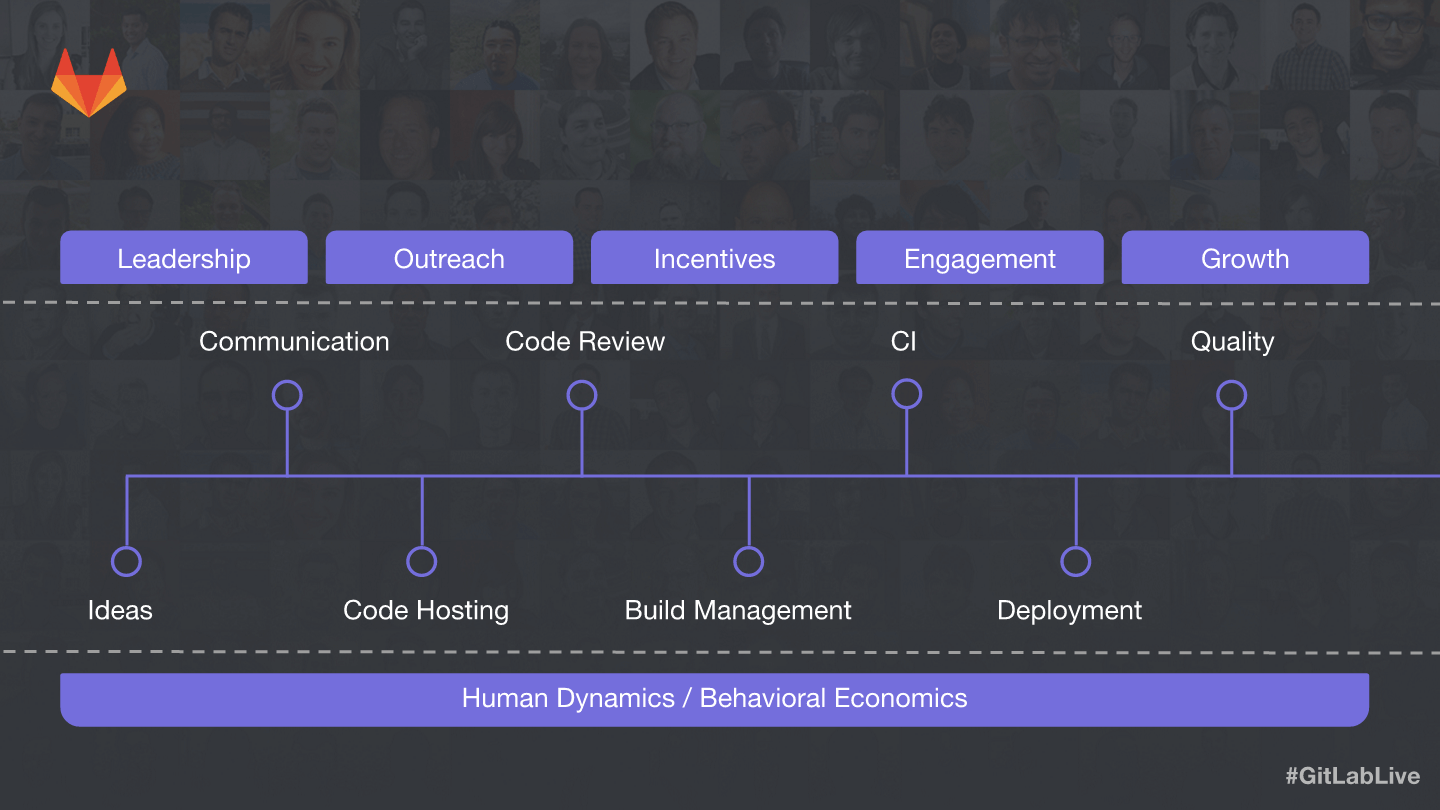 Leadership
Outreach
Incentives
Engagement
Growth
Communication
Code Review
CI
Quality
Ideas
Code Hosting
Build Management
Deployment
Human Dynamics / Behavioral Economics
#GitLabLive